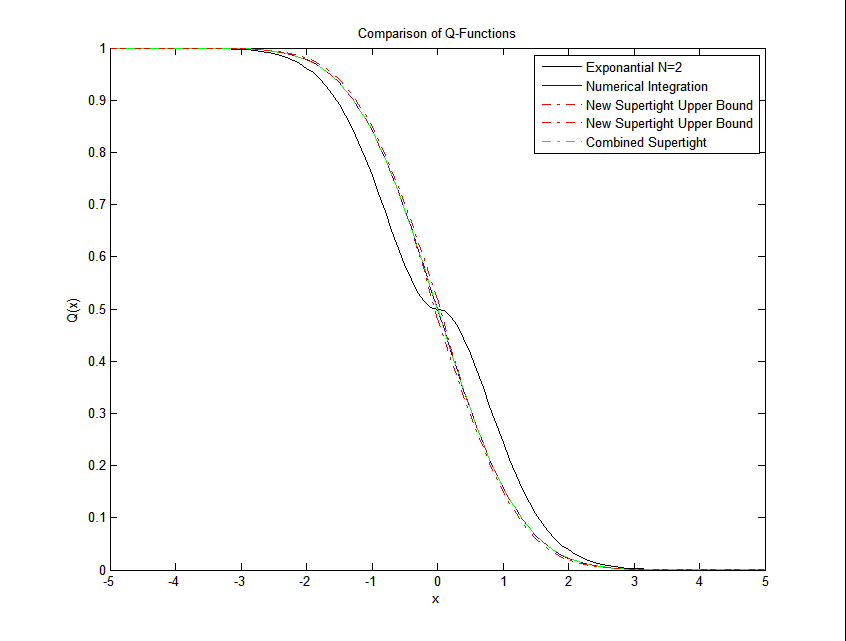 Comparison of Q-Functions
Exponantial N=2
Numerical Integration
New Supertight Upper Bound
New Supertight Upper Bound
Combined Supertight
1
0.9
0.8
0.7
0.6
0.5
0.4
0.3
0.2
0.1
0
Q(x)
-5 -4 -3 -2 -1 0 1 2 3 4 5
x